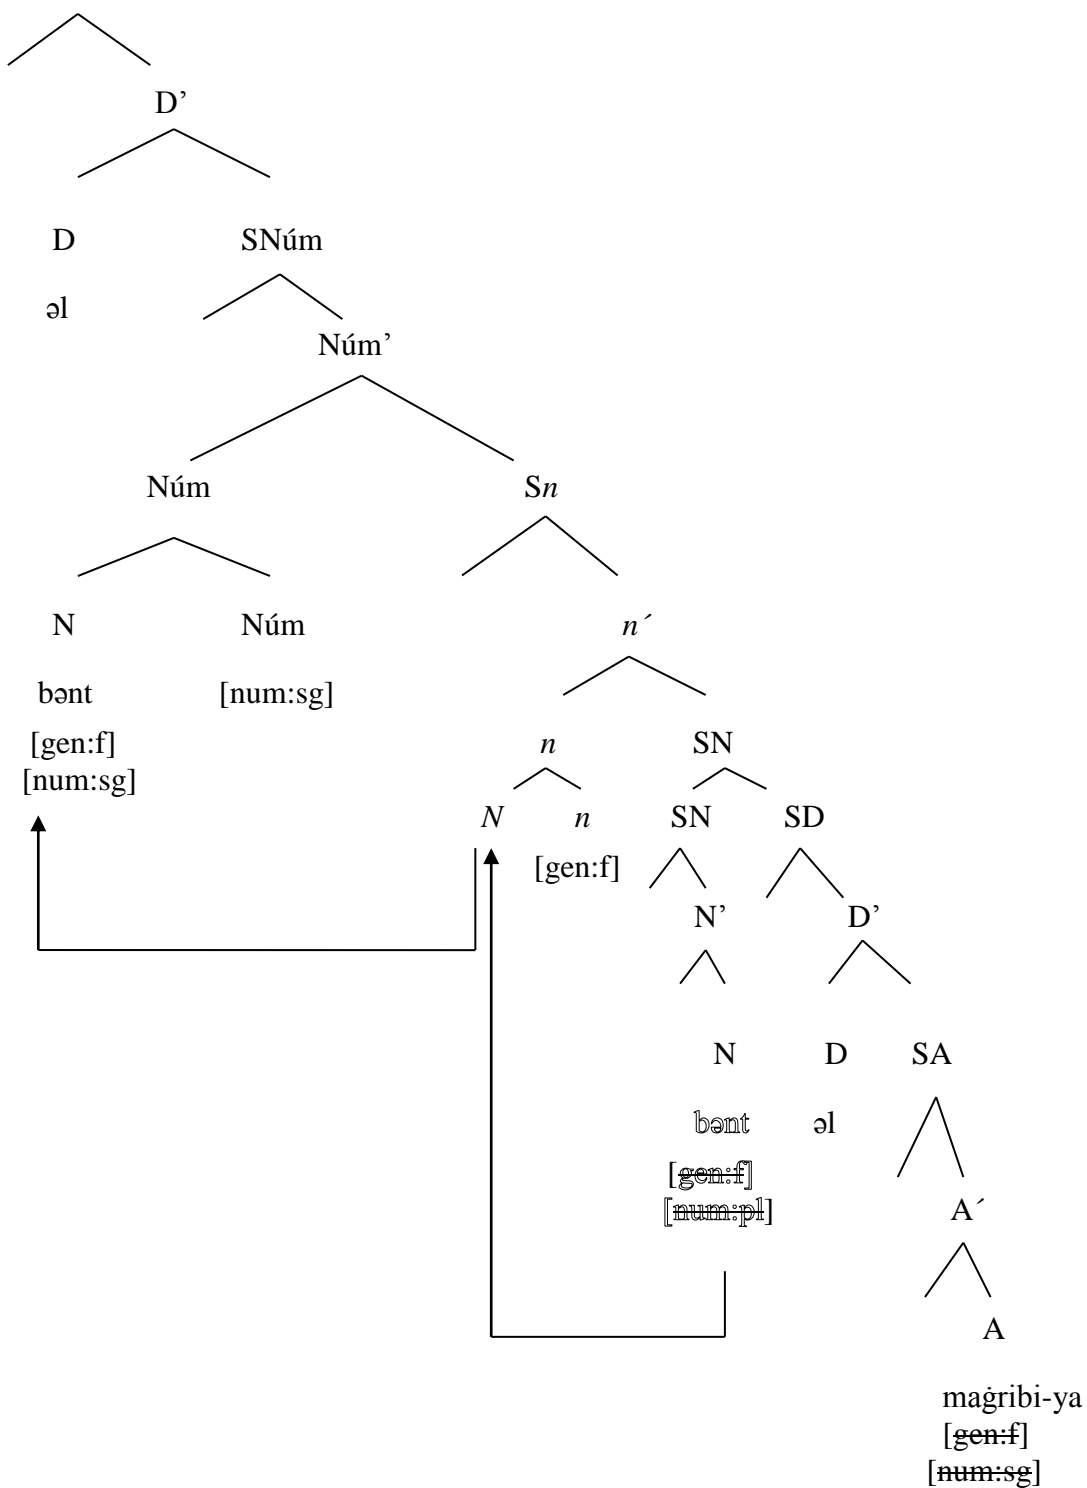 D’
D SNúm
əl
Núm’
Núm Sn
N Núm n´
bənt [num:sg]
[gen:f] n SN
[num:sg]
N n SN SD
[gen:f]
N’ D’
N D SA
bənt əl
[gen:f]
[num:pl] A´
A
maġribi-ya
[gen:f]
[num:sg]